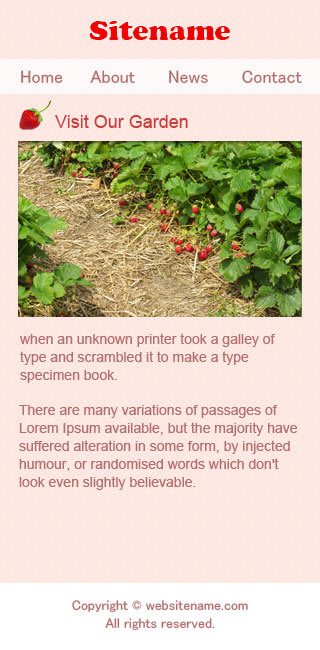 Sitename
Home About News Contact
Visit Our Garden
when an unknown printer took a galley of
type and scrambled it to make a type
specimen book.
There are many variations of passages of
Lorem Ipsum available, but the majority have
suffered alteration in some form, by injected
humour, or randomised words which don't
look even slightly believable.
Copyright © websitename.com
All rights reserved.